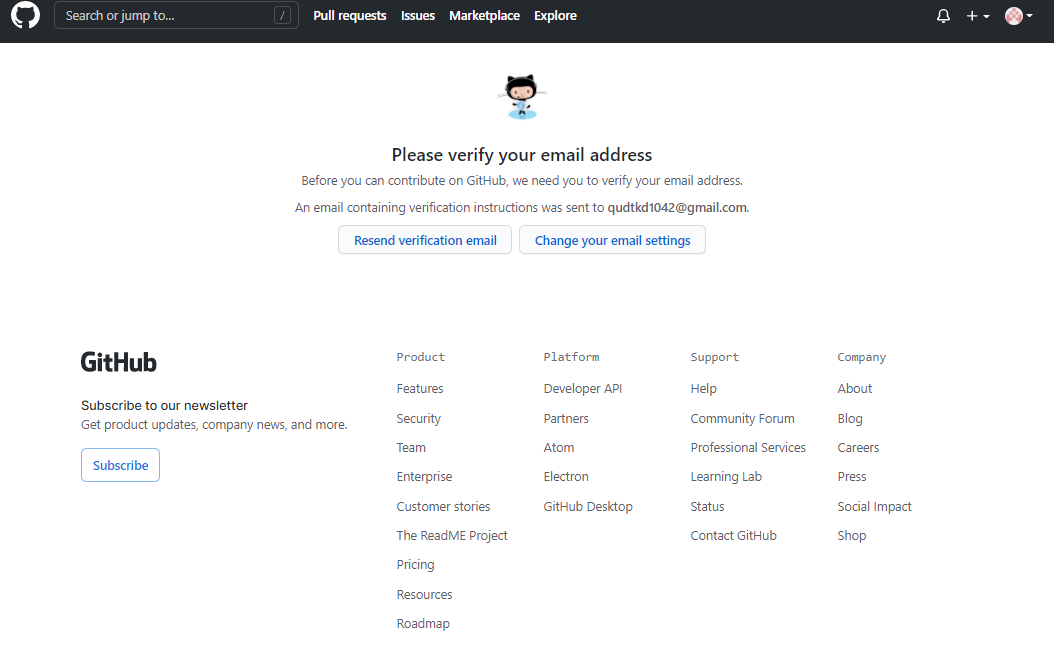 Search or jump to... /
Pull requests Issues Marketplace Explore
Please verify your email address
Before you can contribute on GitHub, we need you to verify your email address.
An email containing verification instructions was sent to qudtkd1042@gmail.com.
Resend verification email Change your email settings
GitHub
Subscribe to our newsletter
Get product updates, company news, and more.
Subscribe
Product
Features
Security
Team
Enterprise
Customer stories
The ReadME Project
Pricing
Resources
Roadmap
Platform
Developer API
Partners
Atom
Electron
GitHub Desktop
Support
Help
Community Forum
Professional Services
Learning Lab
Status
Contact GitHub
Company
About
Blog
Careers
Press
Social Impact
Shop